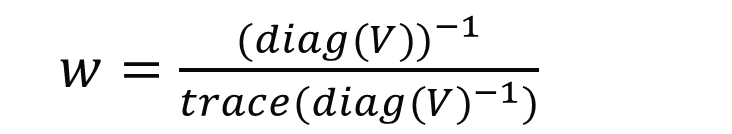 w = (diag(V))⁻¹ / trace(diag(V)⁻¹)